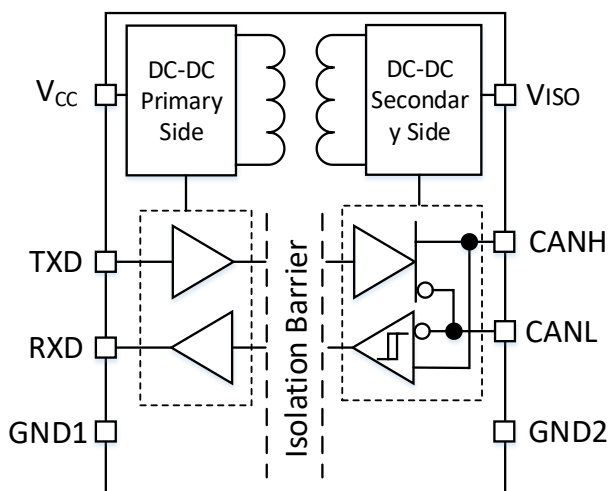 VCC
DC-DC
Primary
Side
DC-DC
Secondar
y Side
VISO
TXD
RXD
GND1
Isolation Barrier
CANH
CANL
GND2